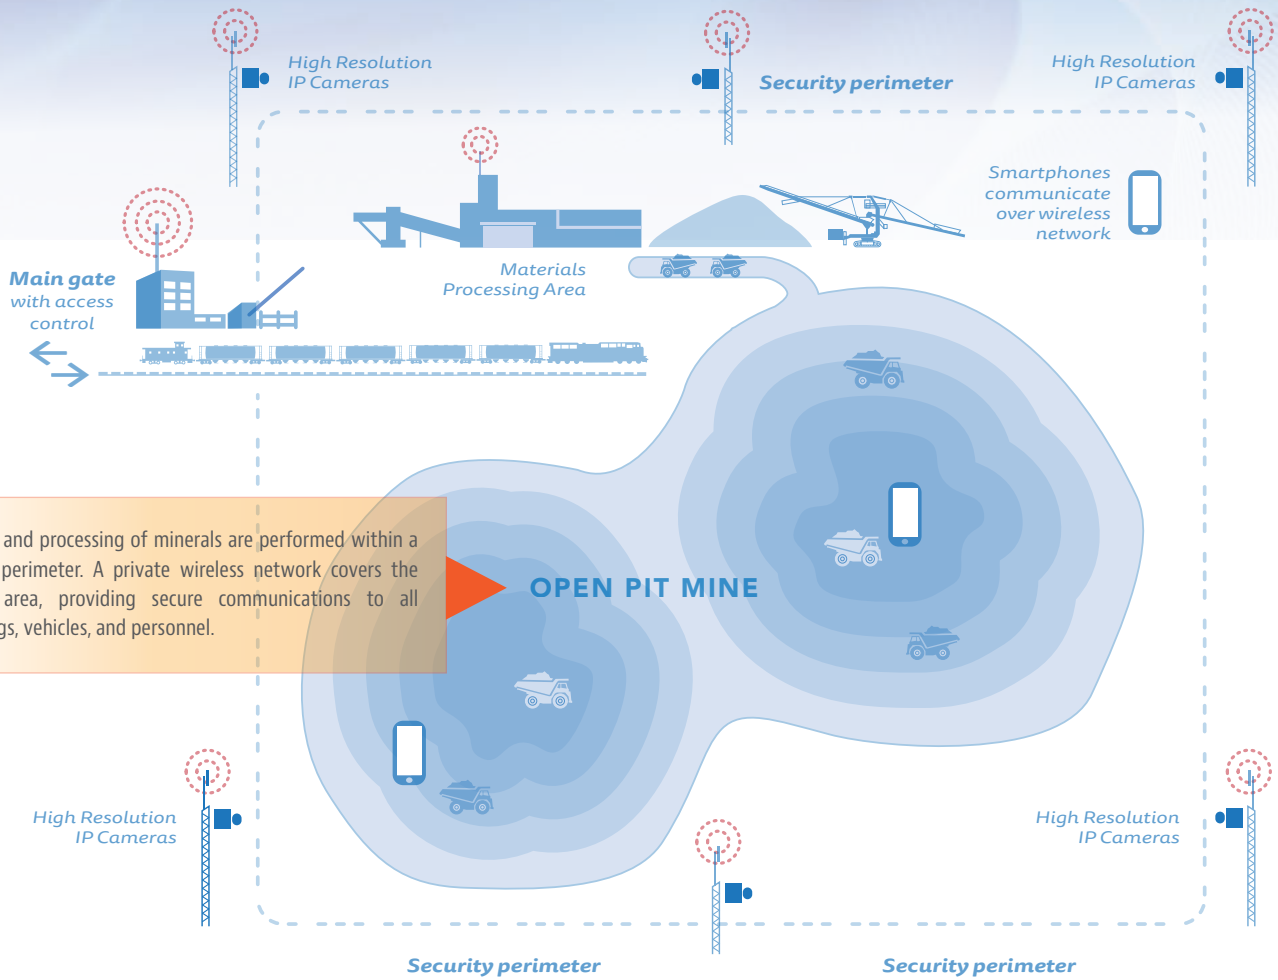 High Resolution
IP Cameras
Security perimeter
High Resolution
IP Cameras
Smartphones
communicate
over wireless
network
Main gate
with access
control
Materials
Processing Area
and processing of minerals are performed within a
perimeter. A private wireless network covers the
area, providing secure communications to all
vehicles, and personnel.
OPEN PIT MINE
High Resolution
IP Cameras
High Resolution
IP Cameras
Security perimeter
Security perimeter